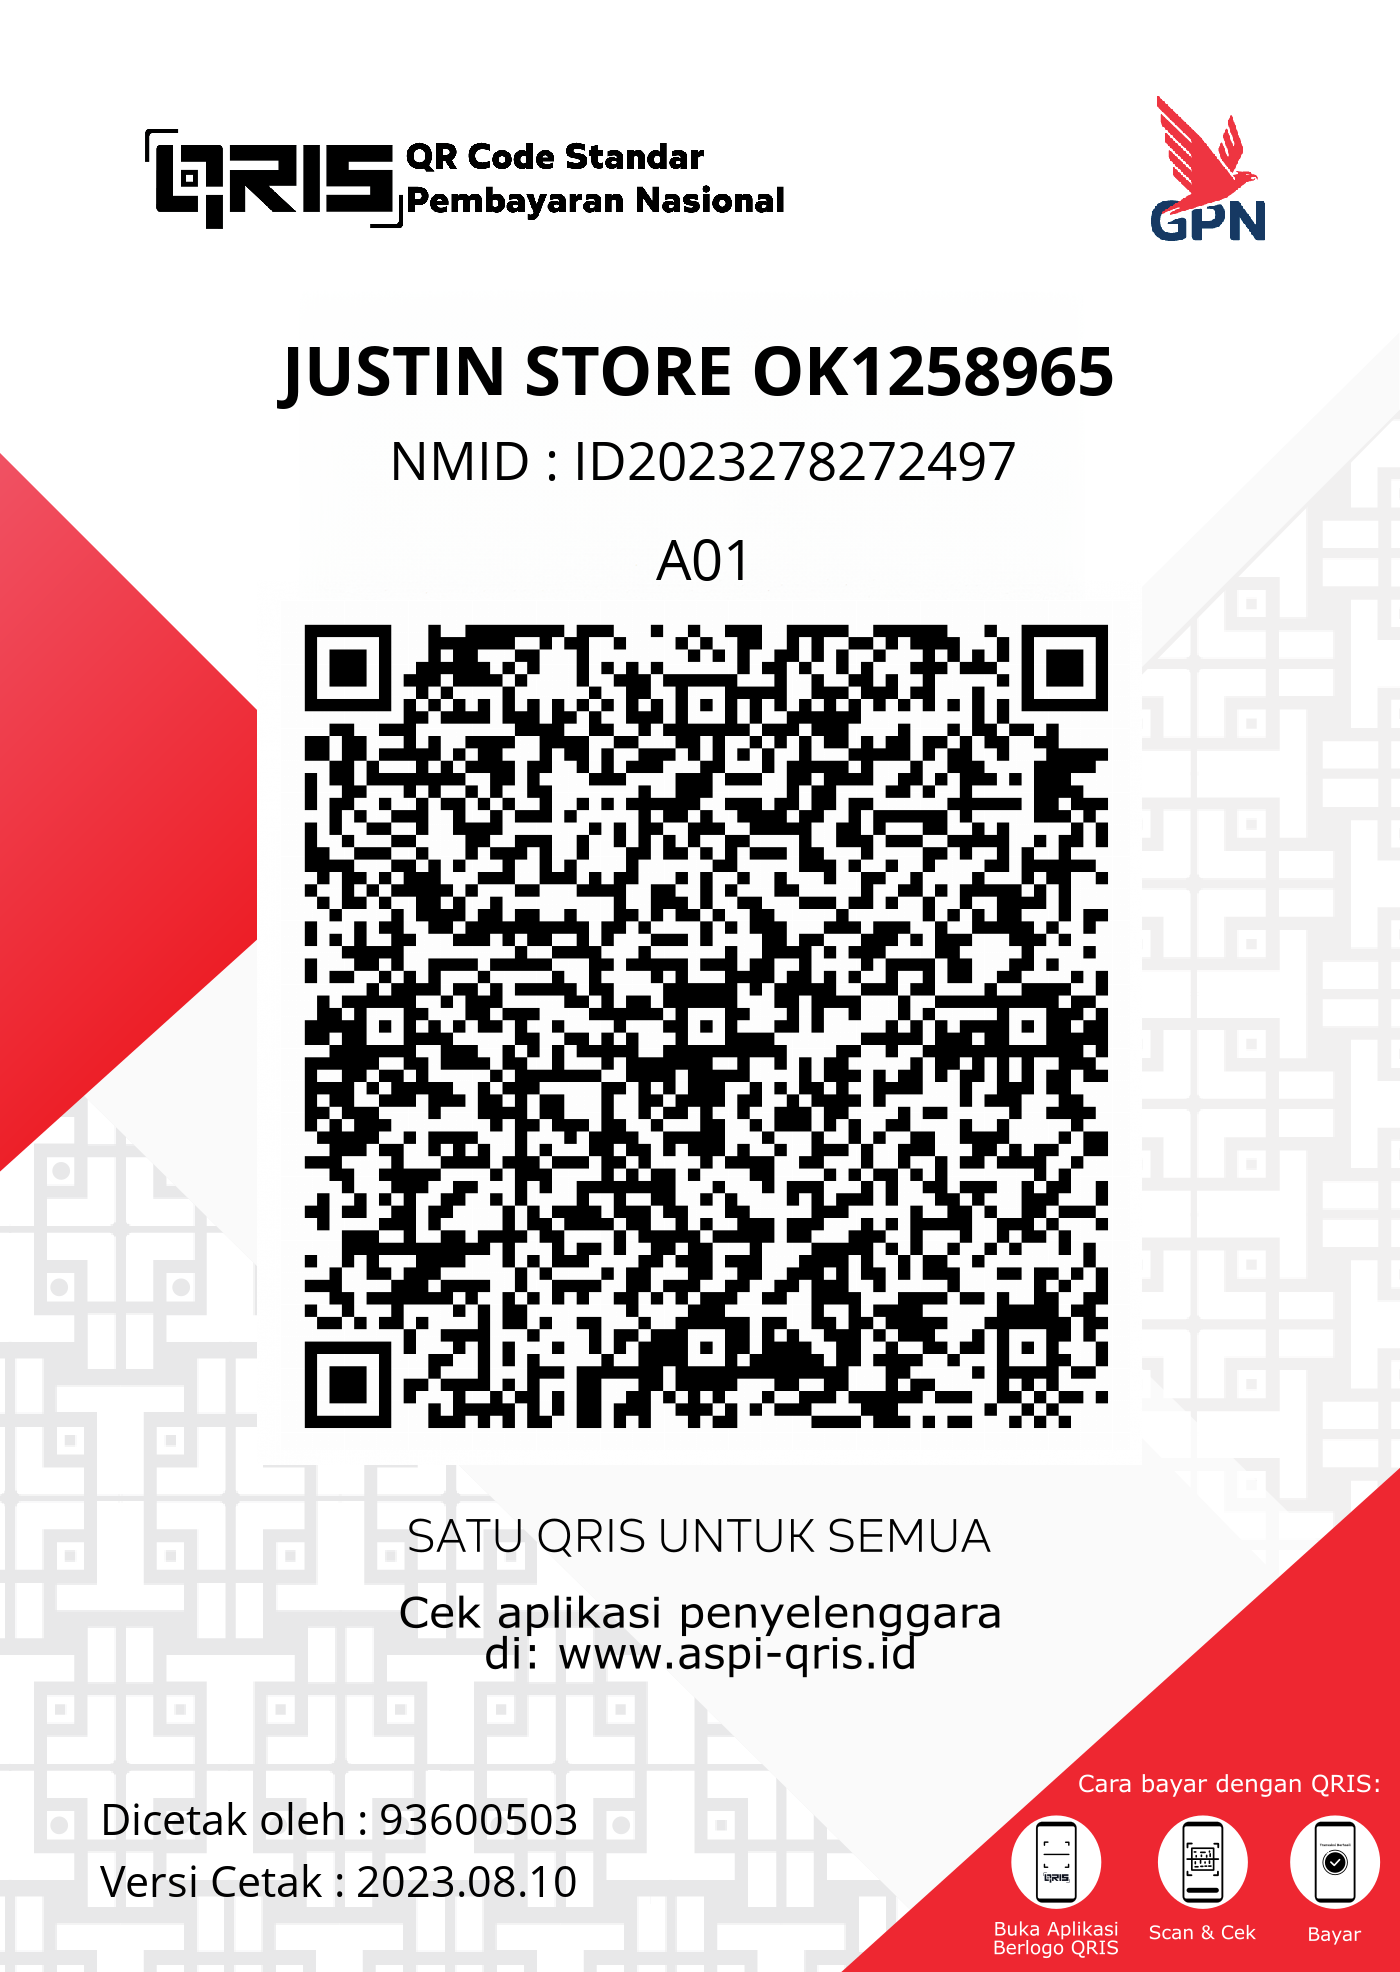 QRIS QR Code Standar
Pembayaran Nasional
GPN
JUSTIN STORE OK1258965
NMID : ID2023278272497
A01
SATU QRIS UNTUK SEMUA
Cek aplikasi penyelenggara
di: www.aspi-qris.id
Dicetak oleh : 93600503
Versi Cetak : 2023.08.10
Cara bayar dengan QRIS:
QRIS
Buka Aplikasi
Berlogo QRIS
Scan & Cek
Bayar